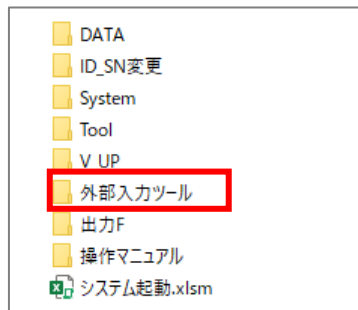 DATA
ID_SN変更
System
Tool
V_UP
外部入力ツール
出力F
操作マニュアル
システム起動.xlsm